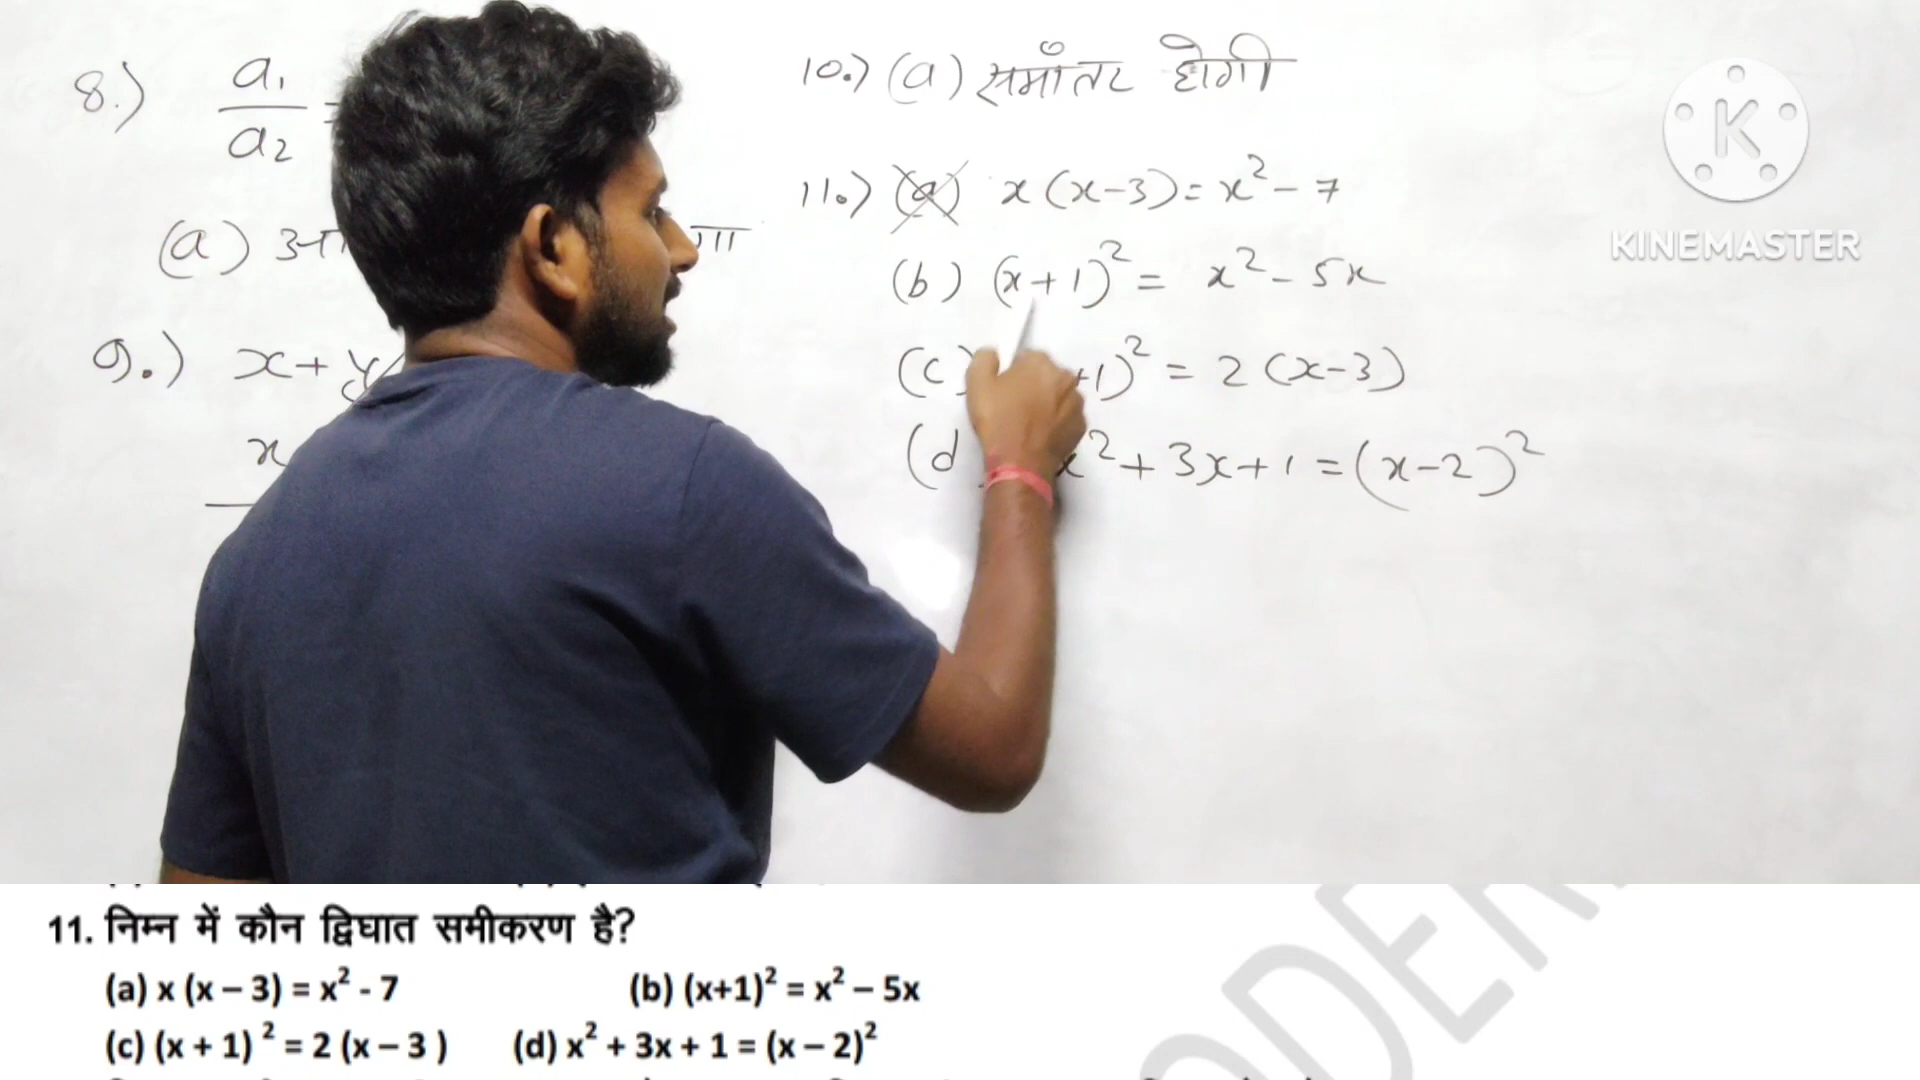 8.) a₁
a₂
(a)
9.) x+y
x
10.) (a) समांतर होगी
11.) (a) x(x-3)=x²-7
(b) (x+1)² = x²-5x
(c) +1)² = 2(x-3)
(d x²+3x+1=(x-2)²
K
KINEMASTER
11. निम्न में कौन द्विघात समीकरण है?
(a) x (x – 3) = x² - 7 (b) (x+1)² = x² – 5x
(c) (x + 1) ² = 2 (x – 3 ) (d) x² + 3x + 1 = (x – 2)²